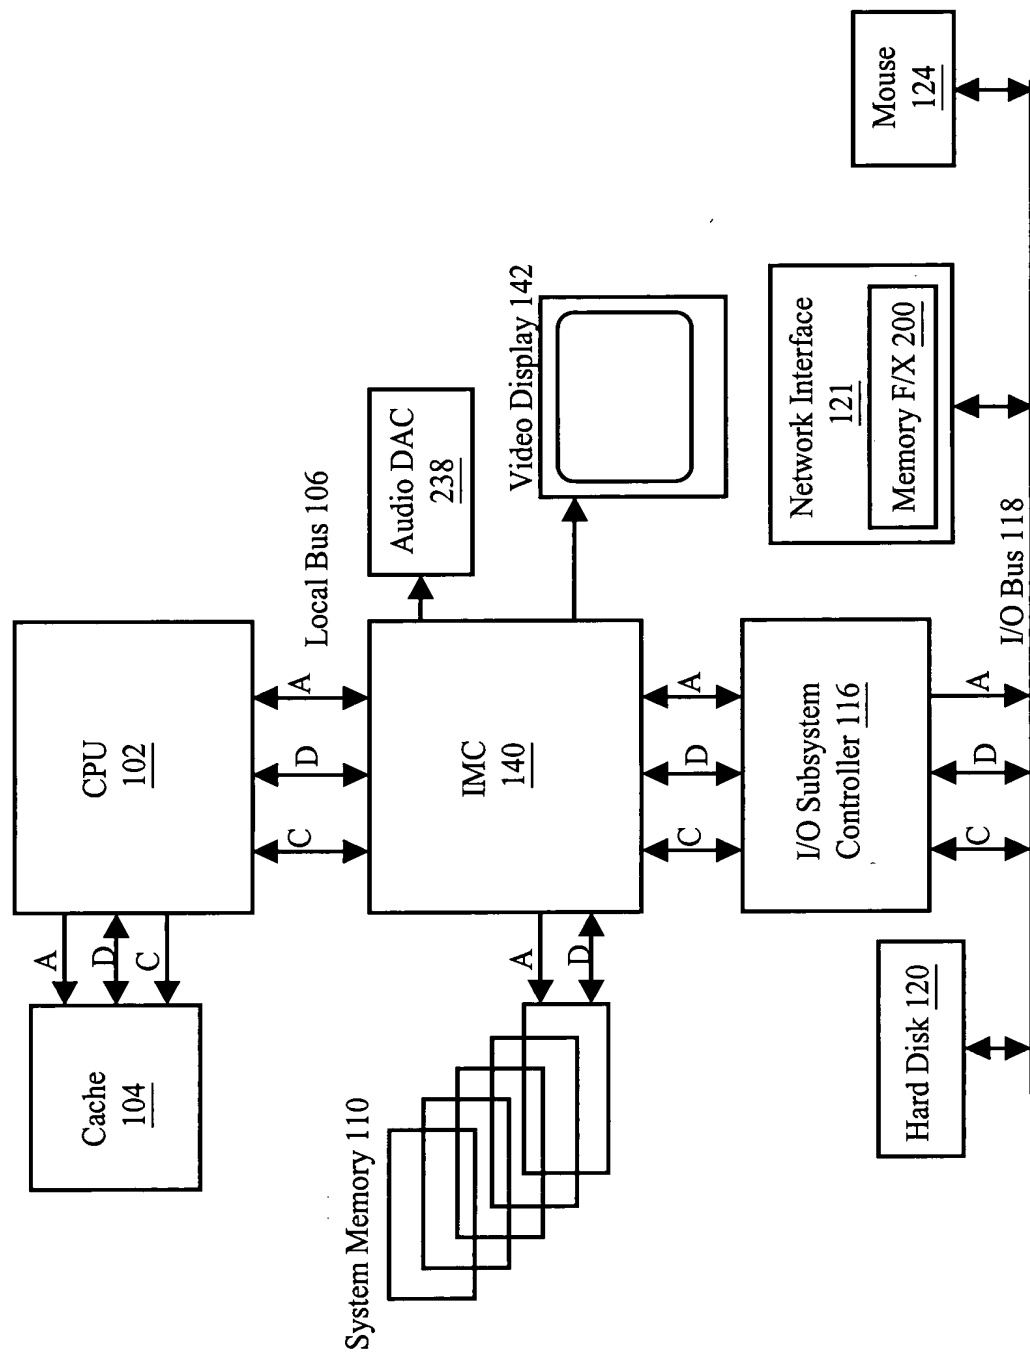 Cache
104
A
D
C
CPU
102
C
D
A
Local Bus 106
System Memory 110
A
D
IMC
140
Audio DAC
238
Video Display 142
C
D
A
I/O Subsystem
Controller 116
Hard Disk 120
C
D
A
I/O Bus 118
Network Interface
121
Memory F/X 200
Mouse
124